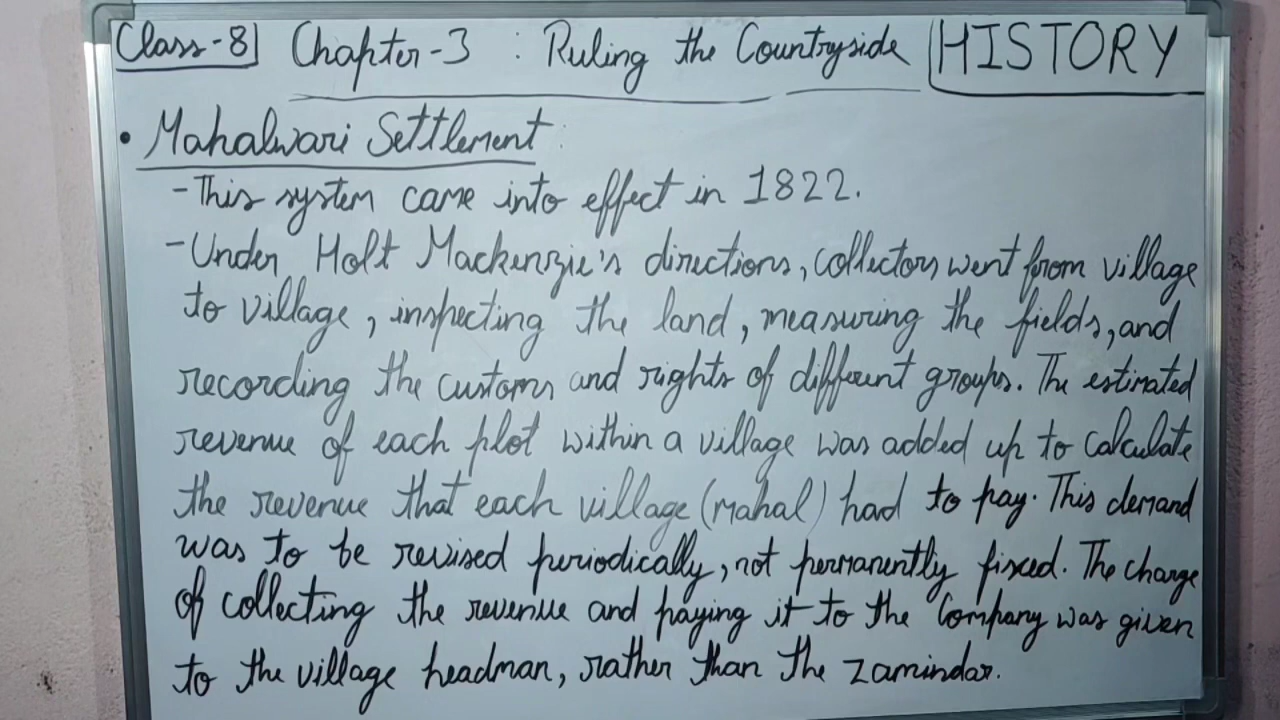 Class-8 Chapter-3 : Ruling the Countryside HISTORY
• Mahalwari Settlement :
- This system came into effect in 1822.
- Under Holt Mackenzie's directions, collectors went from village
to village, inspecting the land, measuring the fields, and
recording the customs and rights of different groups. The estimated
revenue of each plot within a village was added up to calculate
the revenue that each village (mahal) had to pay. This demand
was to be revised periodically, not permanently fixed. The charge
of collecting the revenue and paying it to the Company was given
to the village headman, rather than the zamindar.